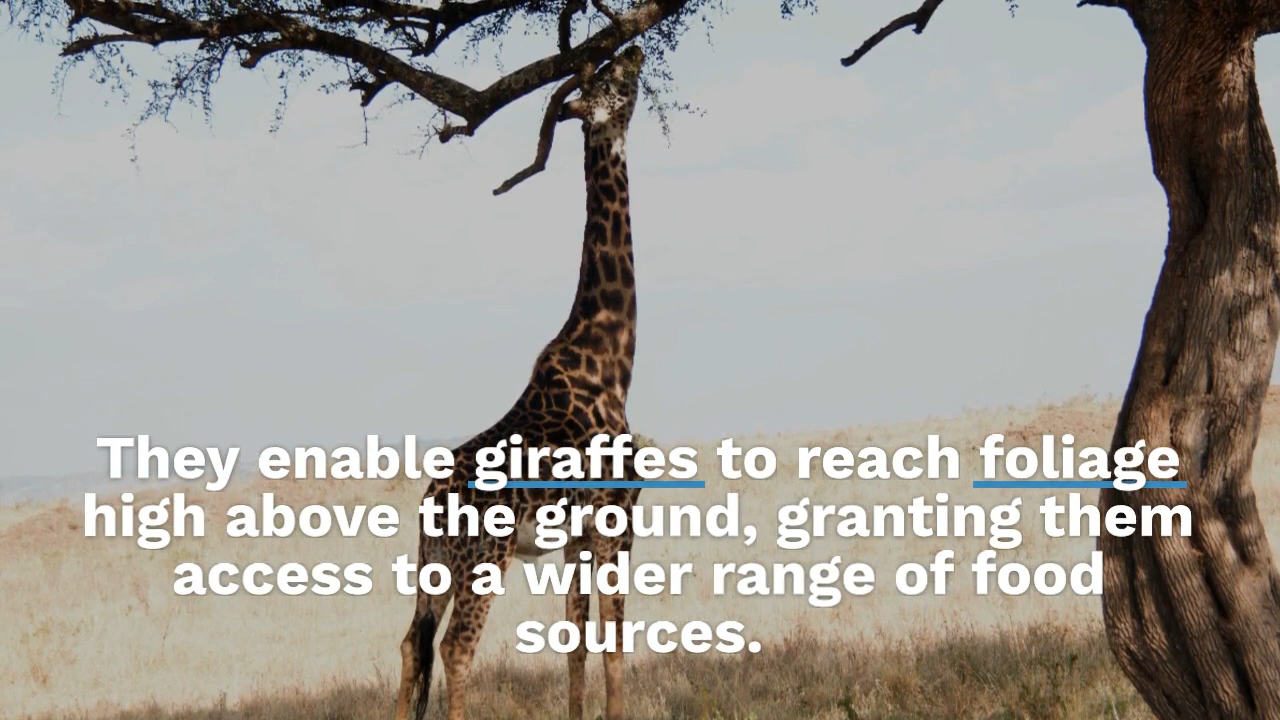 They enable giraffes to reach foliage
high above the ground, granting them
access to a wider range of food
sources.